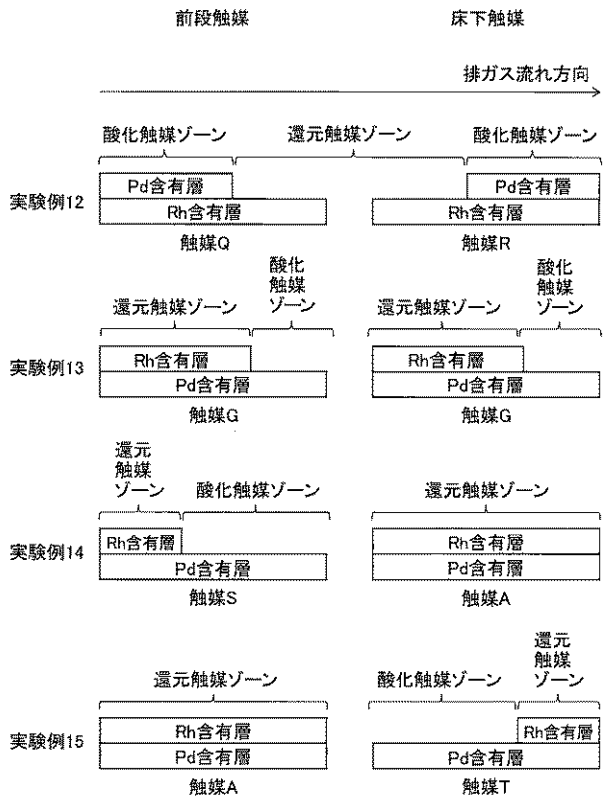 前段触媒
床下触媒
排ガス流れ方向
酸化触媒ゾーン
還元触媒ゾーン
酸化触媒ゾーン
実験例12
Pd含有層
Rh含有層
触媒Q
Pd含有層
Rh含有層
触媒R
還元触媒ゾーン
酸化
触媒
ゾーン
還元触媒ゾーン
酸化
触媒
ゾーン
実験例13
Rh含有層
Pd含有層
触媒G
Rh含有層
Pd含有層
触媒G
還元
触媒
ゾーン
酸化触媒ゾーン
還元触媒ゾーン
実験例14
Rh含有層
Pd含有層
触媒S
Rh含有層
Pd含有層
触媒A
還元触媒ゾーン
酸化触媒ゾーン
還元
触媒
ゾーン
実験例15
Rh含有層
Pd含有層
触媒A
Rh含有層
Pd含有層
触媒T